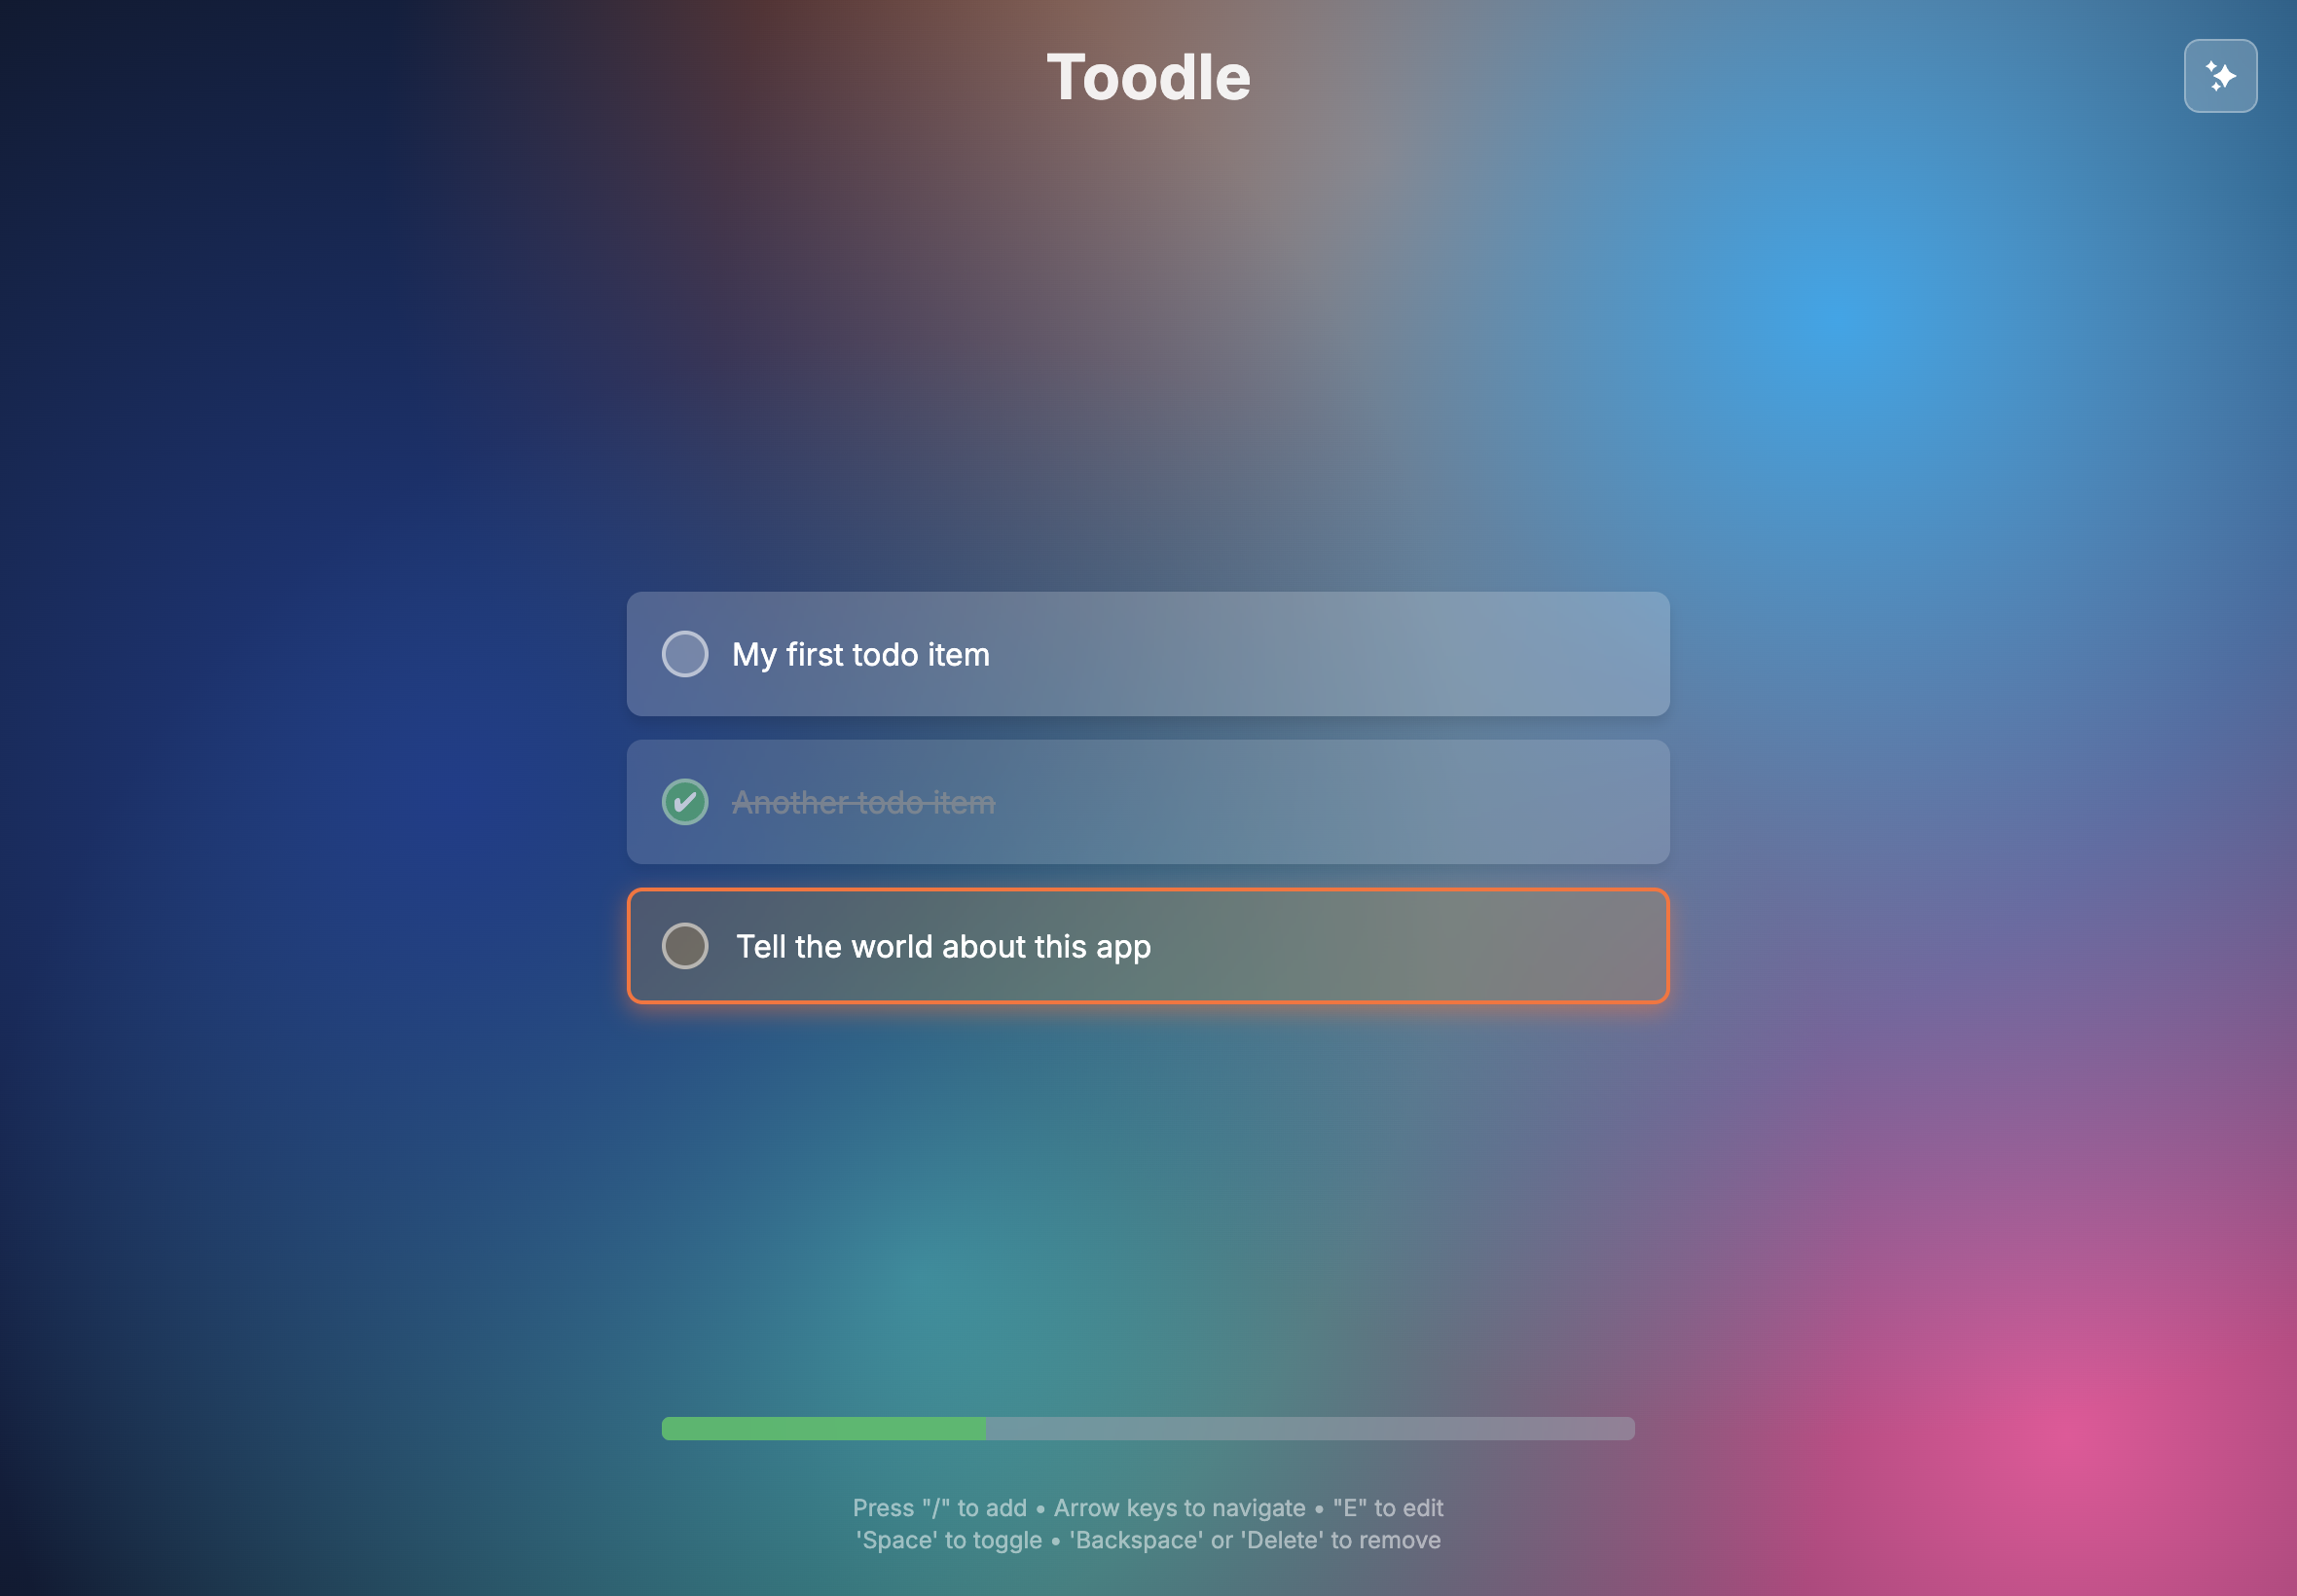 Toodle
My first todo item
Another todo item
Tell the world about this app
Press "/" to add • Arrow keys to navigate • "E" to edit
'Space' to toggle • 'Backspace' or 'Delete' to remove